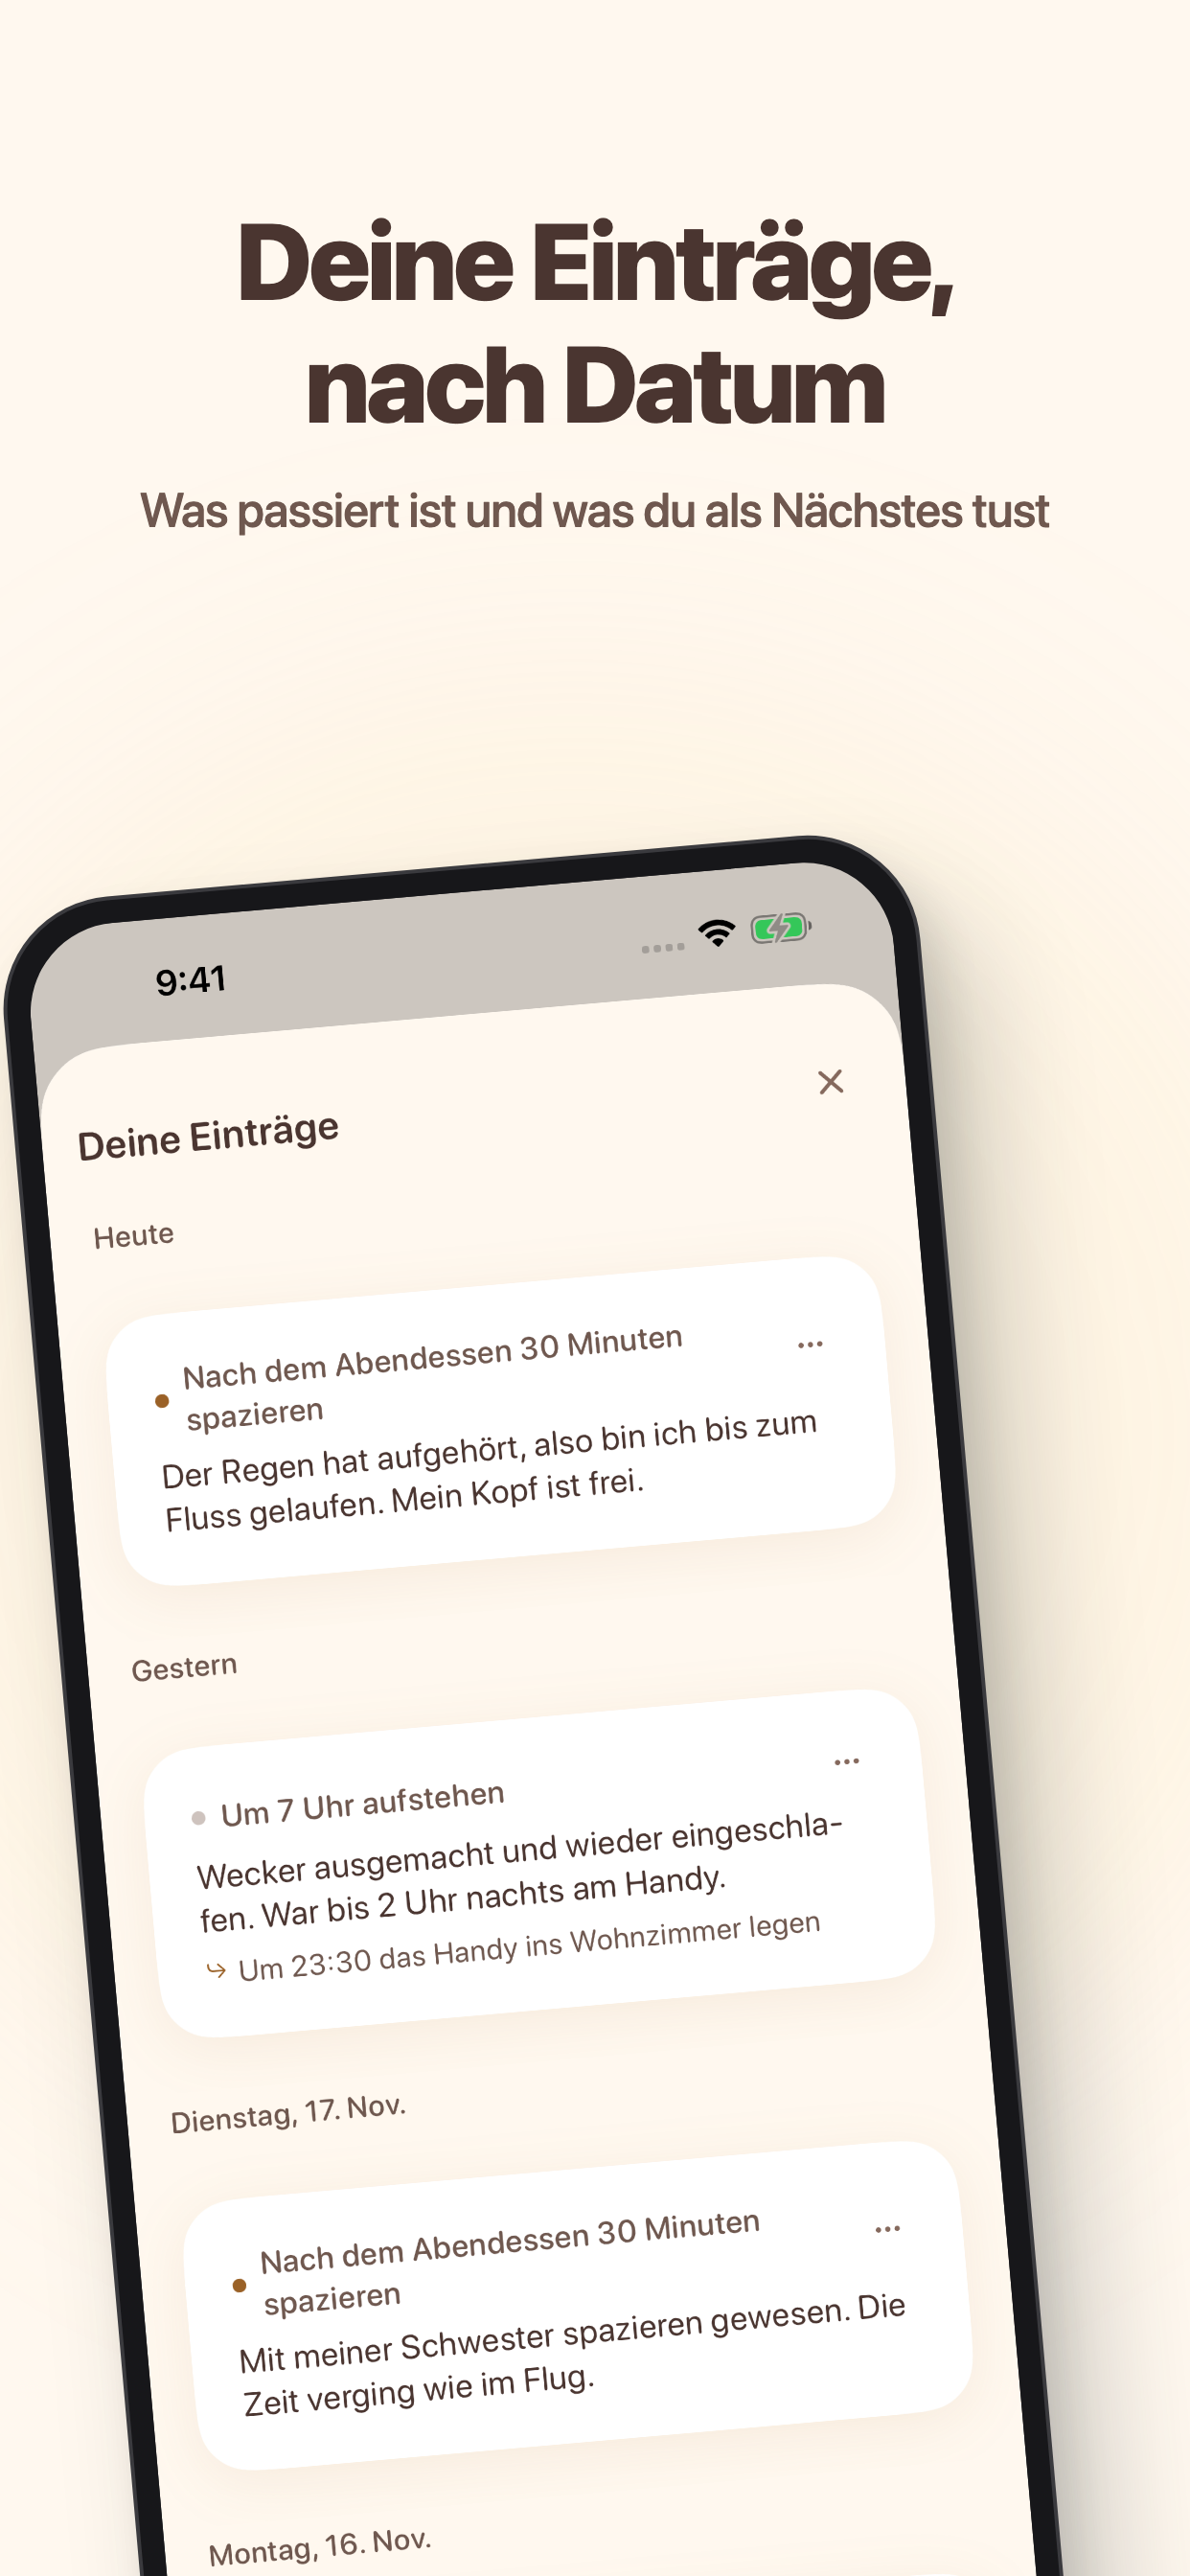 Deine Einträge,
nach Datum
Was passiert ist und was du als Nächstes tust
9:41
Deine Einträge
Heute
Nach dem Abendessen 30 Minuten
spazieren
Der Regen hat aufgehört, also bin ich bis zum
Fluss gelaufen. Mein Kopf ist frei.
Gestern
Um 7 Uhr aufstehen
Wecker ausgemacht und wieder eingeschla-
fen. War bis 2 Uhr nachts am Handy.
↪ Um 23:30 das Handy ins Wohnzimmer legen
Dienstag, 17. Nov.
Nach dem Abendessen 30 Minuten
spazieren
Mit meiner Schwester spazieren gewesen. Die
Zeit verging wie im Flug.
Montag, 16. Nov.